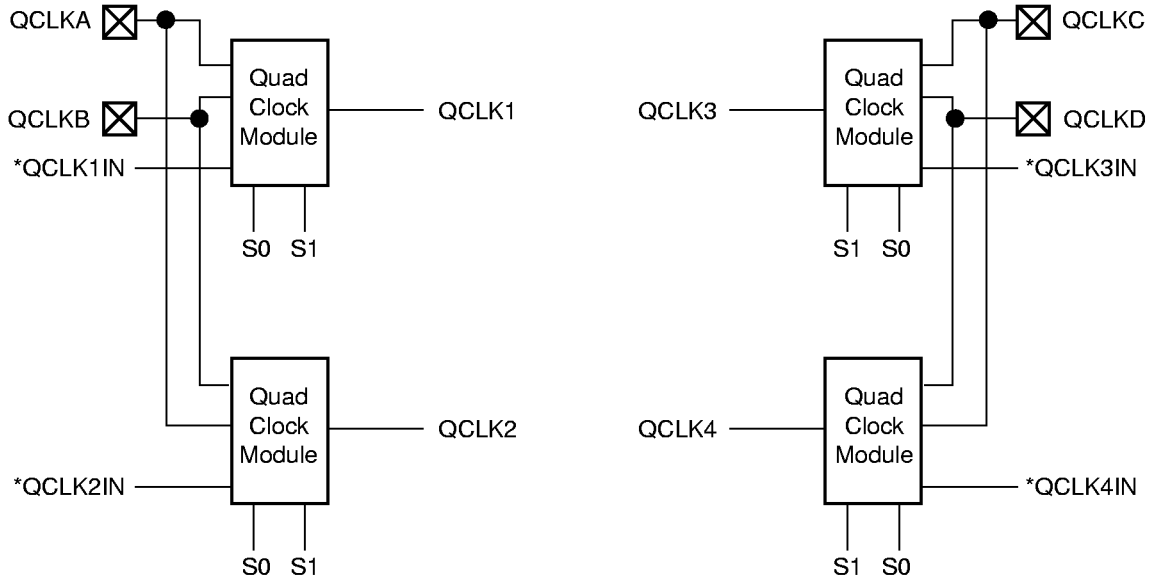 QCLKA
QCLKC
Quad
Clock
Module
Quad
Clock
Module
QCLKB
QCLK1
QCLK3
QCLKD
*QCLK1IN
*QCLK3IN
S0 S1
S1 S0
Quad
Clock
Module
Quad
Clock
Module
QCLK2
QCLK4
*QCLK2IN
*QCLK4IN
S0 S1
S1 S0